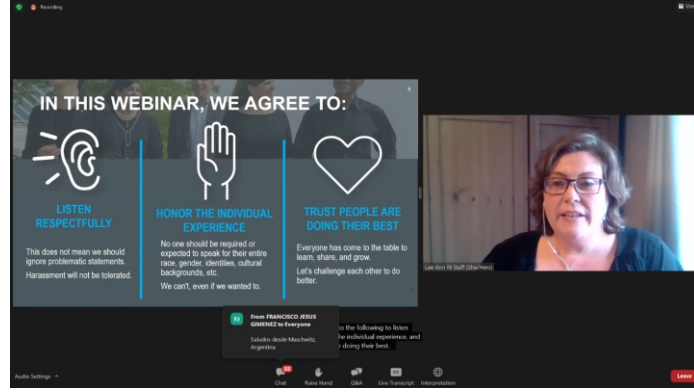 Recording
View
IN THIS WEBINAR, WE AGREE TO:
LISTEN
RESPECTFULLY
This does not mean we should
ignore problematic statements.
Harassment will not be tolerated.
HONOR THE INDIVIDUAL
EXPERIENCE
No one should be required or
expected to speak for their entire
race, gender, identities, cultural
backgrounds, etc.
We can't, even if we wanted to.
TRUST PEOPLE ARE
DOING THEIR BEST
Everyone has come to the table to
learn, share, and grow.
Let's challenge each other to do
better.
Lee Ann RI Staff (She/Hers)
FJ
From FRANCISCO JESUS
GIMENEZ to Everyone
Saludos desde Maschwitz,
Argentina
to the following to listen
he individual experience, and
doing their best.
Audio Settings
Chat
Raise Hand
Q&A
CC
Live Transcript
Interpretation
Leave